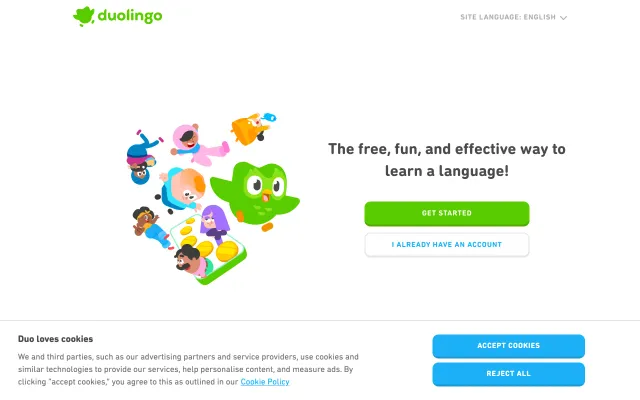 duolingo
SITE LANGUAGE: ENGLISH
The free, fun, and effective way to
learn a language!
GET STARTED
I ALREADY HAVE AN ACCOUNT
Duo loves cookies
We and third parties, such as our advertising partners and service providers, use cookies and
similar technologies to provide our services, help personalise content, and measure ads. By
clicking "accept cookies," you agree to this as outlined in our Cookie Policy
ACCEPT COOKIES
REJECT ALL